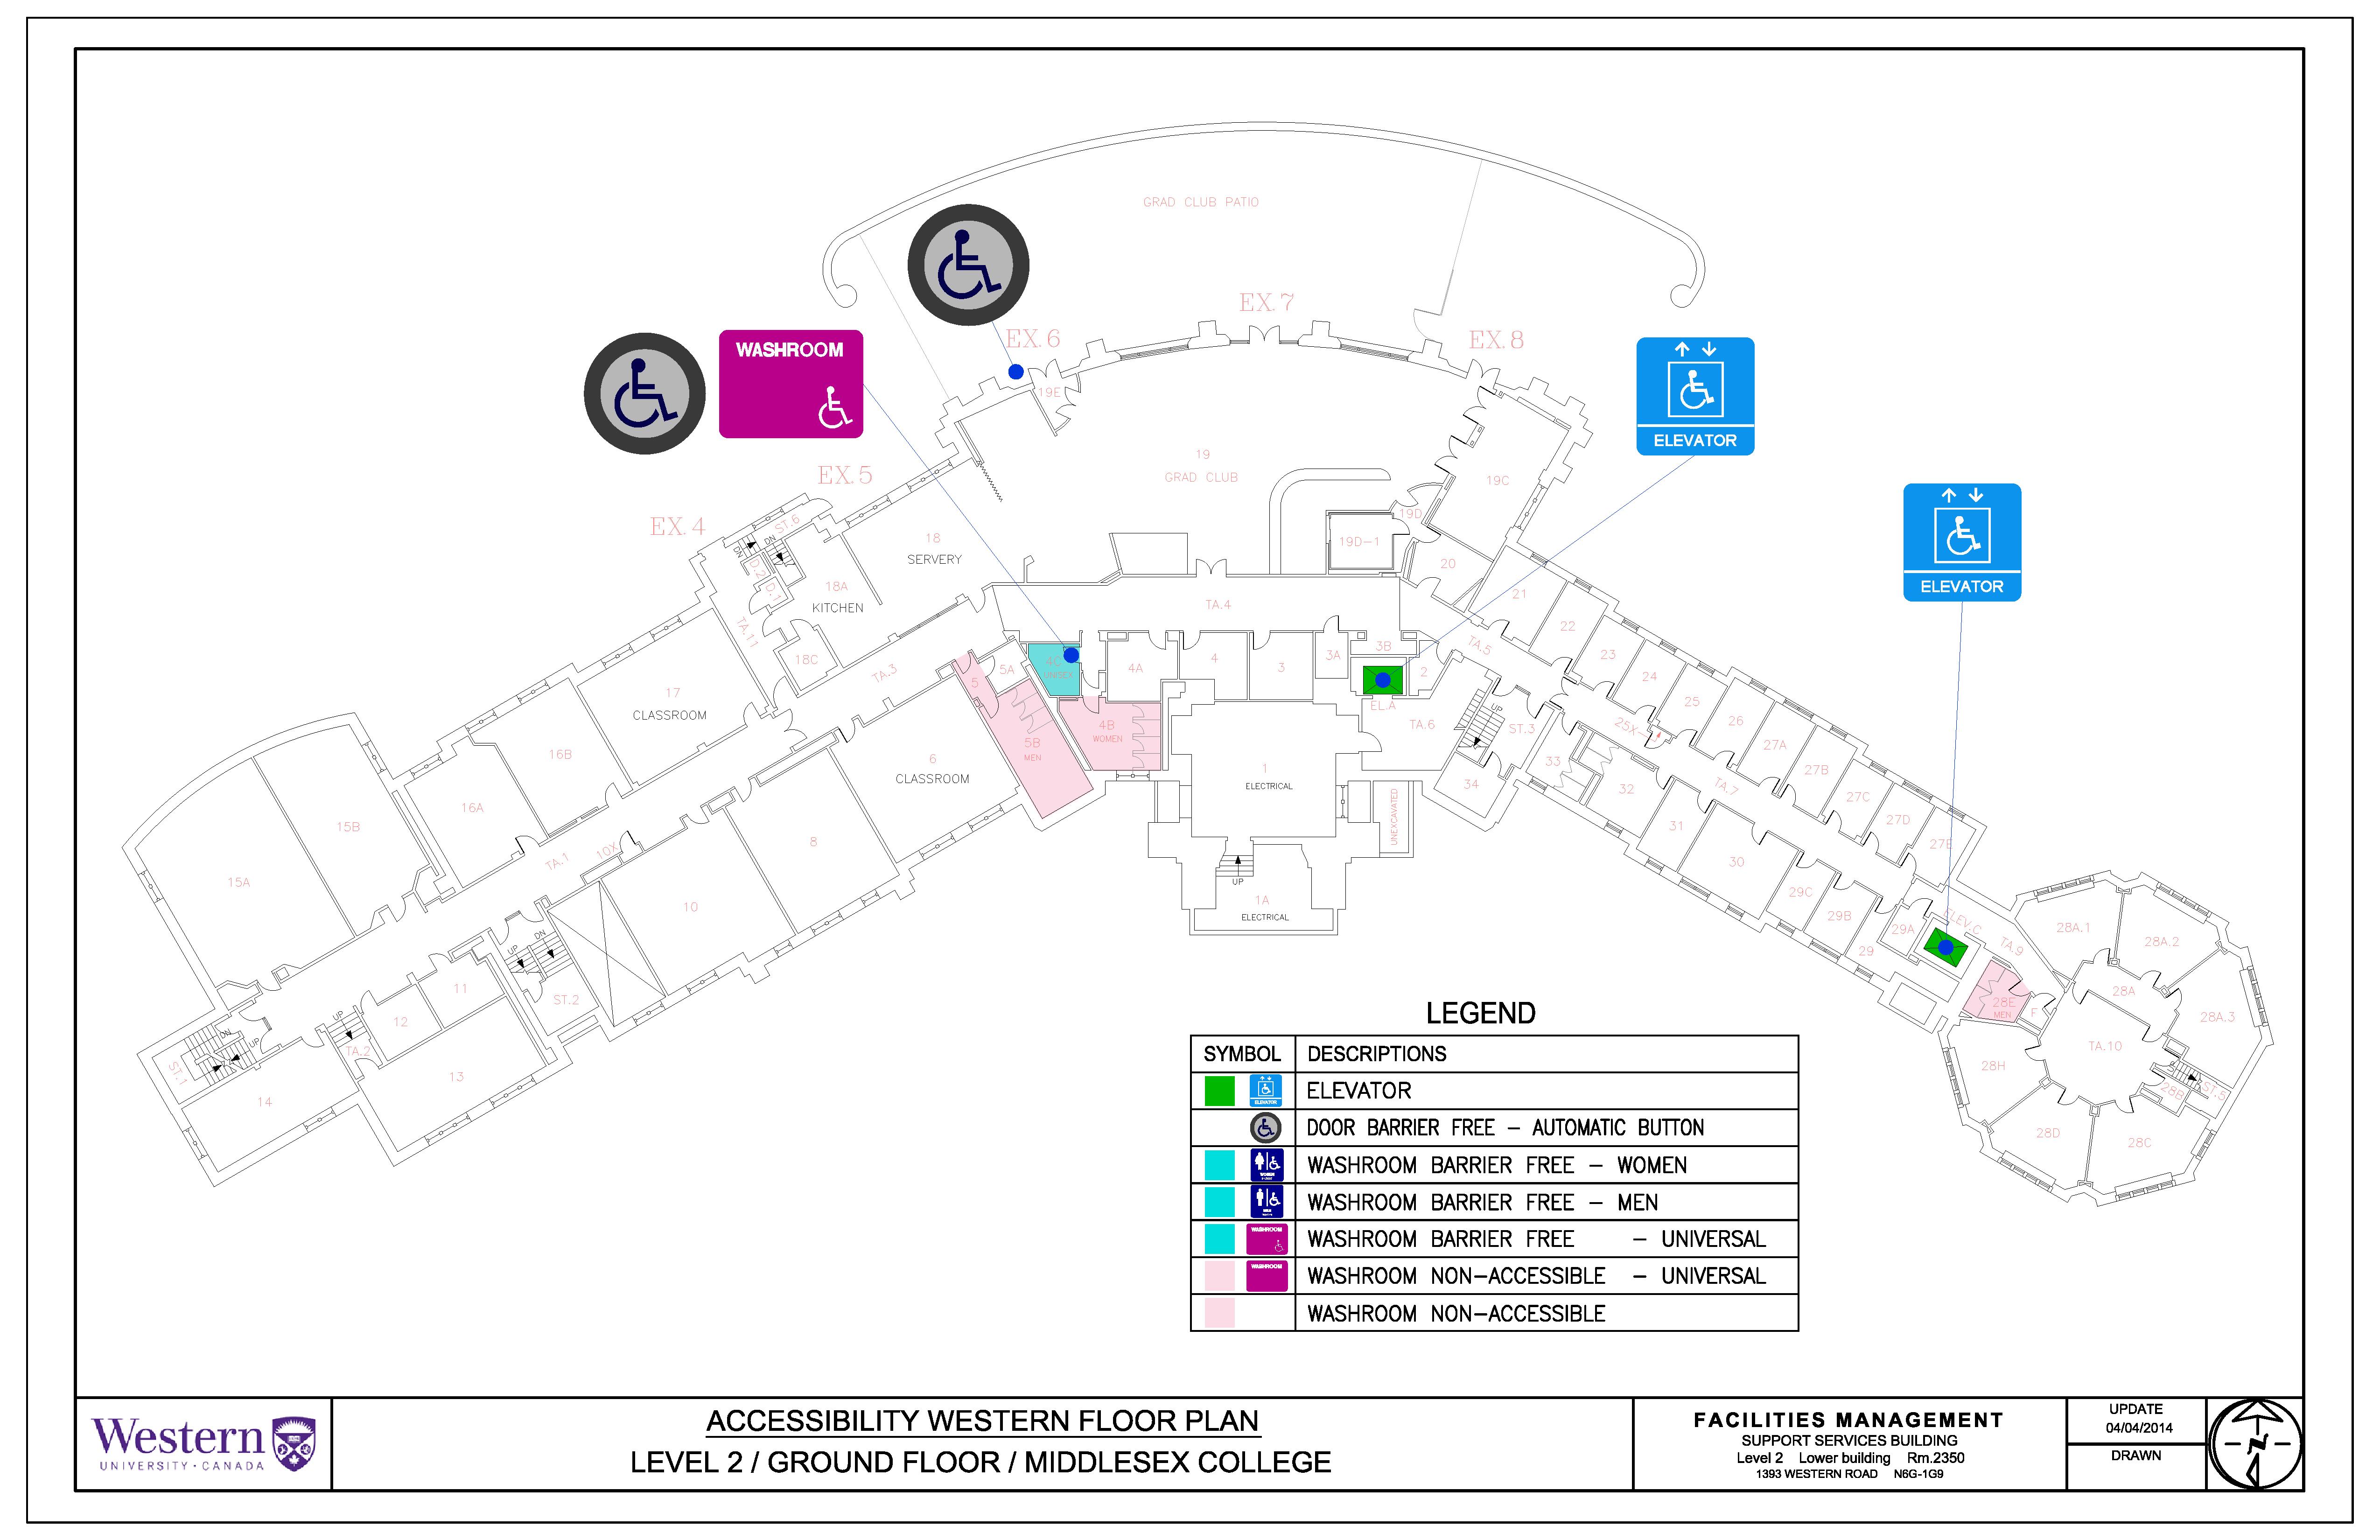 GRAD CLUB PATIO
EX.7
EX.6
EX.8
WASHROOM
ELEVATOR
ELEVATOR
EX.5
EX.4
19E
19
GRAD CLUB
19C
19D
19D-1
18
SERVERY
ST.6
DN
DN
D.2
D.1
18A
KITCHEN
18C
TA.11
TA.3
TA.4
TA.5
20
21
22
23
24
25
26
27A
27B
27C
27D
27E
17
CLASSROOM
16B
16A
15B
15A
5
5A
4C
UNISEX
4A
4
3
3A
3B
2
EL.A
5B
MEN
4B
WOMEN
6
CLASSROOM
1
ELECTRICAL
TA.6
UP
ST.3
25X
33
34
32
TA.7
31
30
29C
29B
29A
29
ELEV.C
TA.9
UNEXCAVATED
UP
1A
ELECTRICAL
8
10
10X
TA.1
UP
DN
ST.2
11
12
UP
TA.2
13
14
DN
UP
ST.1
28A.1
28A.2
28A
28A.3
28E
MEN
F
TA.10
28H
28B
ST.5
28D
28C
LEGEND
SYMBOL DESCRIPTIONS
ELEVATOR ELEVATOR
DOOR BARRIER FREE - AUTOMATIC BUTTON
WOMEN WASHROOM BARRIER FREE - WOMEN
WASHROOM BARRIER FREE - MEN
WASHROOM WASHROOM BARRIER FREE - UNIVERSAL
WASHROOM WASHROOM NON-ACCESSIBLE - UNIVERSAL
WASHROOM NON-ACCESSIBLE
Western
UNIVERSITY · CANADA
ACCESSIBILITY WESTERN FLOOR PLAN
LEVEL 2 / GROUND FLOOR / MIDDLESEX COLLEGE
FACILITIES MANAGEMENT
SUPPORT SERVICES BUILDING
Level 2 Lower building Rm.2350
1393 WESTERN ROAD N6G-1G9
UPDATE
04/04/2014
DRAWN
N